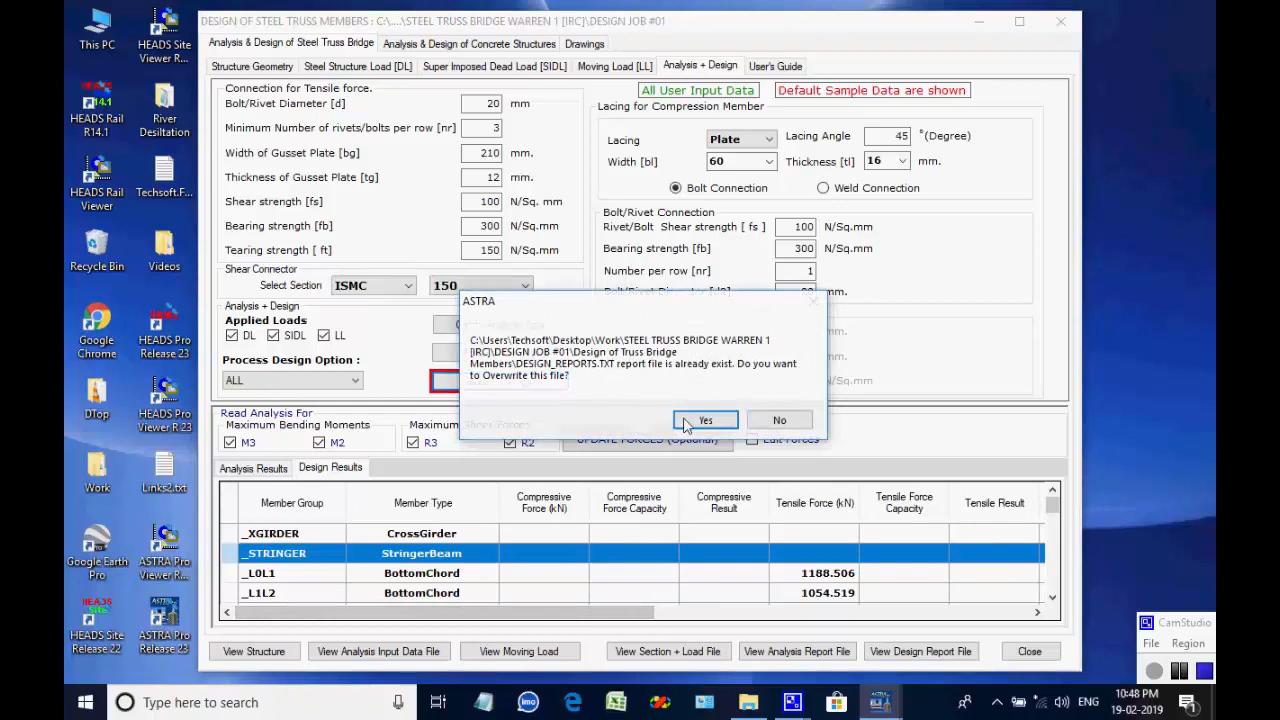 This PC
HEADS Site
Viewer R...
HEADS Rail
R14.1
River
Desiltation
HEADS Rail
Viewer
Techsoft.F...
Recycle Bin
Videos
Google
Chrome
HEADS Pro
Release 23
DTop
HEADS Pro
Viewer R 23
Work
Links2.txt
Google Earth
Pro
ASTRA Pro
Viewer R...
HEADS Site
Release 22
ASTRA Pro
Release 23
DESIGN OF STEEL TRUSS MEMBERS : C:\....\STEEL TRUSS BRIDGE WARREN 1 [IRC]\DESIGN JOB #01
Analysis & Design of Steel Truss Bridge Analysis & Design of Concrete Structures Drawings
Structure Geometry Steel Structure Load [DL] Super Imposed Dead Load [SIDL] Moving Load [LL] Analysis + Design User's Guide
Connection for Tensile force.
Bolt/Rivet Diameter [d] 20 mm
Minimum Number of rivets/bolts per row [nr] 3
Width of Gusset Plate [bg] 210 mm.
Thickness of Gusset Plate [tg] 12 mm.
Shear strength [fs] 100 N/Sq. mm
Bearing strength [fb] 300 N/Sq.mm
Tearing strength [ ft] 150 N/Sq.mm
Shear Connector
Select Section ISMC 150
Analysis + Design
Applied Loads
DL SIDL LL
Process Design Option :
ALL
All User Input Data Default Sample Data are shown
Lacing for Compression Member
Lacing Plate Lacing Angle 45 °(Degree)
Width [bl] 60 Thickness [tl] 16 mm.
Bolt Connection Weld Connection
Bolt/Rivet Connection
Rivet/Bolt Shear strength [ fs ] 100 N/Sq.mm
Bearing strength [fb] 300 N/Sq.mm
Number per row [nr] 1
mm.
ASTRA
C:\Users\Techsoft\Desktop\Work\STEEL TRUSS BRIDGE WARREN 1
[IRC]\DESIGN JOB #01\Design of Truss Bridge
Members\DESIGN_REPORTS.TXT report file is already exist. Do you want
to Overwrite this file?
Yes No
Read Analysis For
Maximum Bending Moments
M3 M2
R3 R2
UPDATE FORCES (Optional) Edit Forces
Analysis Results Design Results
Member Group Member Type Compressive Force (kN) Compressive Force Capacity Compressive Result Tensile Force (kN) Tensile Force Capacity Tensile Result
_XGIRDER CrossGirder
_STRINGER StringerBeam
_L0L1 BottomChord 1188.506
_L1L2 BottomChord 1054.519
View Structure View Analysis Input Data File View Moving Load View Section + Load File View Analysis Report File View Design Report File Close
CamStudio
File Region
Type here to search
ENG
10:48 PM
19-02-2019
1